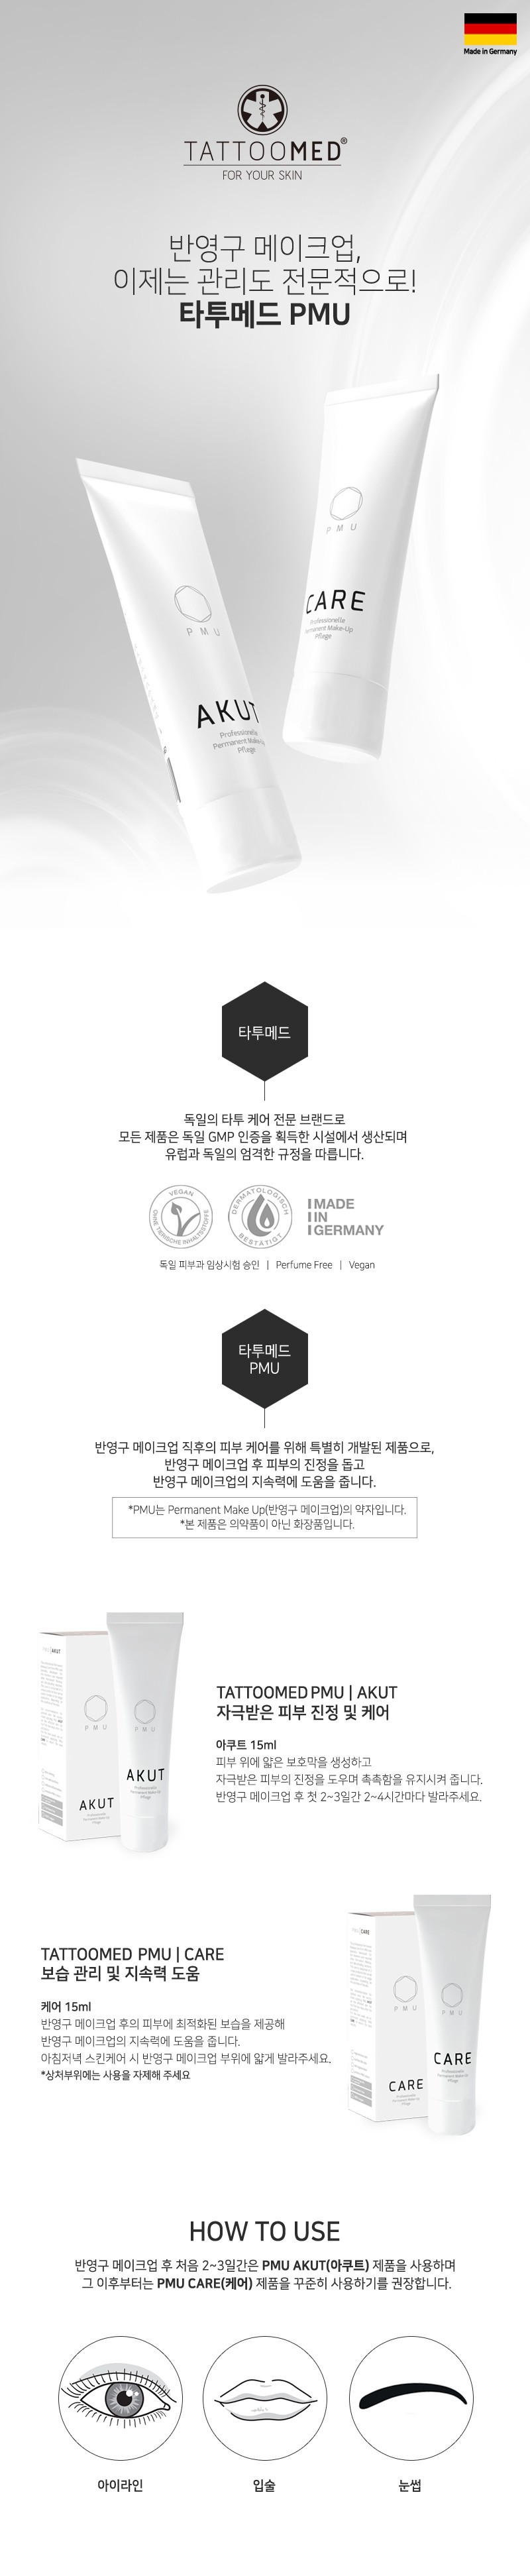 Made in Germany
TATTOOMED®
FOR YOUR SKIN
반영구 메이크업,
이제는 관리도 전문적으로!
타투메드 PMU
PMU
CARE
Professionelle
Permanent Make-Up
Pflege
PMU
AKUT
Professionelle
Permanent Make-Up
Pflege
타투메드
독일의 타투 케어 전문 브랜드로
모든 제품은 독일 GMP 인증을 획득한 시설에서 생산되며
유럽과 독일의 엄격한 규정을 따릅니다.
VEGAN
OHNE TIERISCHE INHALTSSTOFFE
DERMATOLOGISCH
BESTÄTIGT
MADE
IN
GERMANY
독일 피부과 임상시험 승인 | Perfume Free | Vegan
타투메드
PMU
반영구 메이크업 직후의 피부 케어를 위해 특별히 개발된 제품으로,
반영구 메이크업 후 피부의 진정을 돕고
반영구 메이크업의 지속력에 도움을 줍니다.
*PMU는 Permanent Make Up(반영구 메이크업)의 약자입니다.
*본 제품은 의약품이 아닌 화장품입니다.
PMU
AKUT
PMU
AKUT
TATTOOMED PMU | AKUT
자극받은 피부 진정 및 케어
아쿠트 15ml
피부 위에 얇은 보호막을 생성하고
자극받은 피부의 진정을 도우며 촉촉함을 유지시켜 줍니다.
반영구 메이크업 후 첫 2~3일간 2~4시간마다 발라주세요.
TATTOOMED PMU | CARE
보습 관리 및 지속력 도움
케어 15ml
반영구 메이크업 후의 피부에 최적화된 보습을 제공해
반영구 메이크업의 지속력에 도움을 줍니다.
아침저녁 스킨케어 시 반영구 메이크업 부위에 얇게 발라주세요.
*상처부위에는 사용을 자제해 주세요
PMU
CARE
PMU
CARE
HOW TO USE
반영구 메이크업 후 처음 2~3일간은 PMU AKUT(아쿠트) 제품을 사용하며
그 이후부터는 PMU CARE(케어) 제품을 꾸준히 사용하기를 권장합니다.
아이라인
입술
눈썹